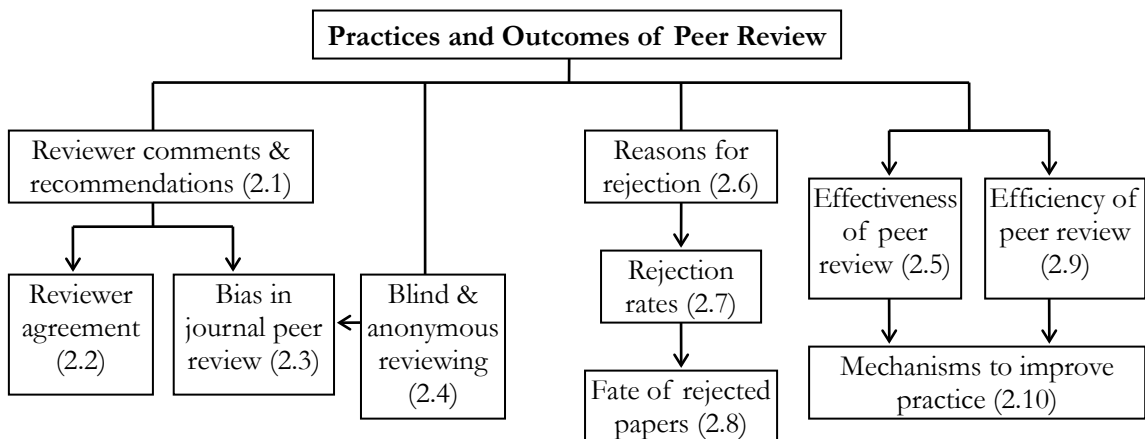 Practices and Outcomes of Peer Review
Reviewer comments &
recommendations (2.1)
Reviewer
agreement
(2.2)
Bias in
journal peer
review (2.3)
Blind &
anonymous
reviewing
(2.4)
Reasons for
rejection (2.6)
Rejection
rates (2.7)
Fate of rejected
papers (2.8)
Effectiveness
of peer
review (2.5)
Efficiency of
peer review
(2.9)
Mechanisms to improve
practice (2.10)